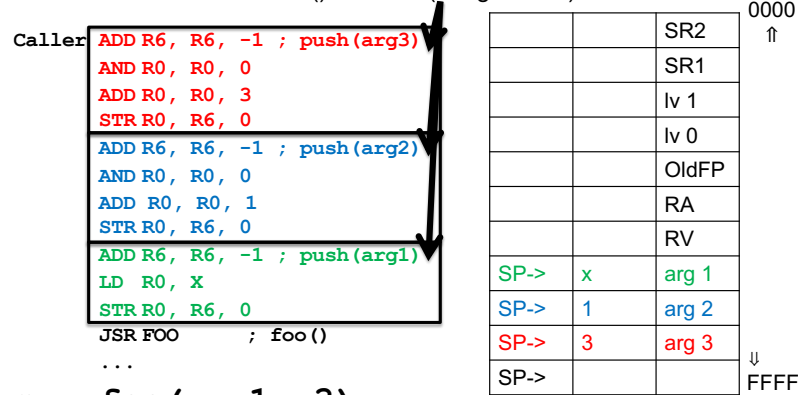 Caller ADD R6, R6, -1 ; push(arg3)
AND R0, R0, 0
ADD R0, R0, 3
STR R0, R6, 0
ADD R6, R6, -1 ; push(arg2)
AND R0, R0, 0
ADD R0, R0, 1
STR R0, R6, 0
ADD R6, R6, -1 ; push(arg1)
LD R0, X
STR R0, R6, 0
JSR FOO ; foo()
...
0000
SR2 ⇑
SR1
lv 1
lv 0
OldFP
RA
RV
SP-> x arg 1
SP-> 1 arg 2
SP-> 3 arg 3
⇓
SP-> FFFF